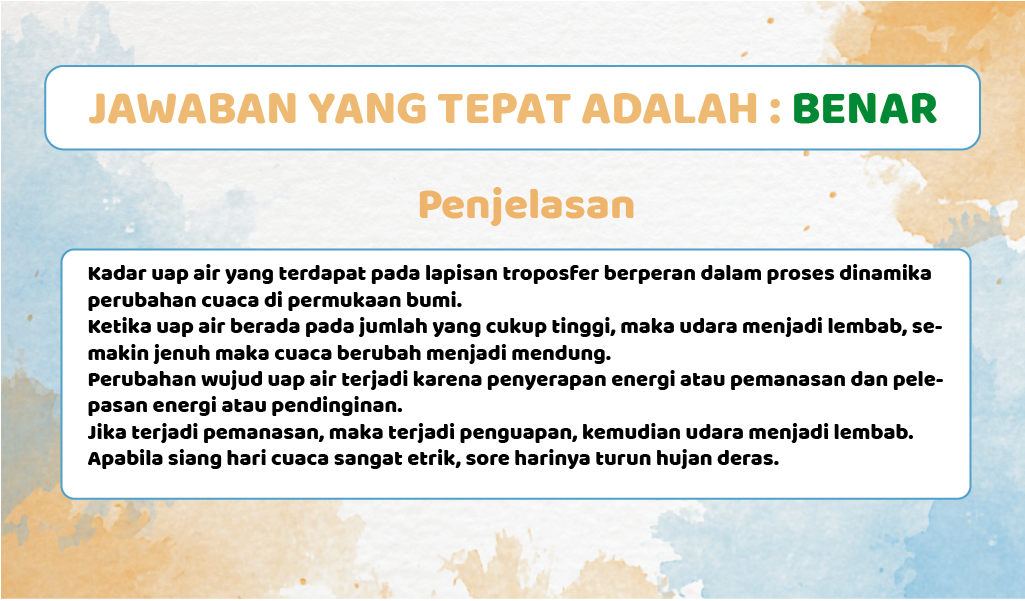 JAWABAN YANG TEPAT ADALAH : BENAR
Penjelasan
Kadar uap air yang terdapat pada lapisan troposfer berperan dalam proses dinamika
perubahan cuaca di permukaan bumi.
Ketika uap air berada pada jumlah yang cukup tinggi, maka udara menjadi lembab, se-
makin jenuh maka cuaca berubah menjadi mendung.
Perubahan wujud uap air terjadi karena penyerapan energi atau pemanasan dan pele-
pasan energi atau pendinginan.
Jika terjadi pemanasan, maka terjadi penguapan, kemudian udara menjadi lembab.
Apabila siang hari cuaca sangat etrik, sore harinya turun hujan deras.